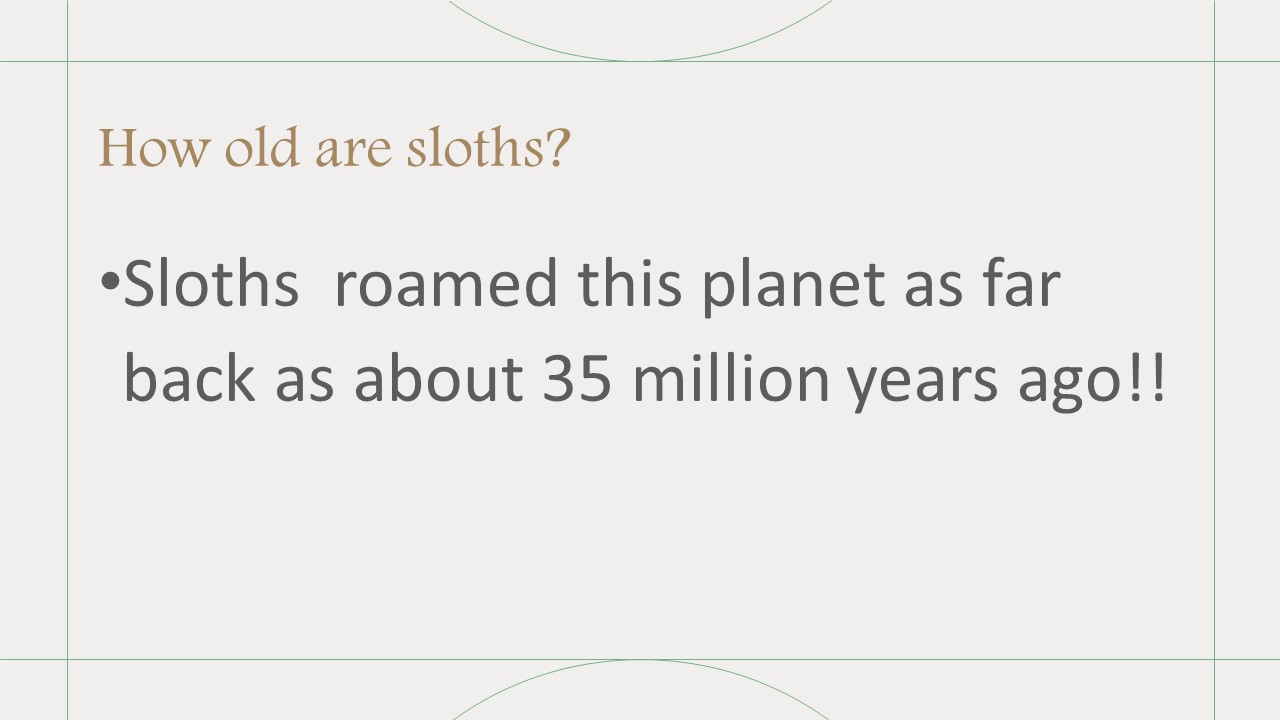 How old are sloths?
•Sloths  roamed this planet as far
back as about 35 million years ago!!